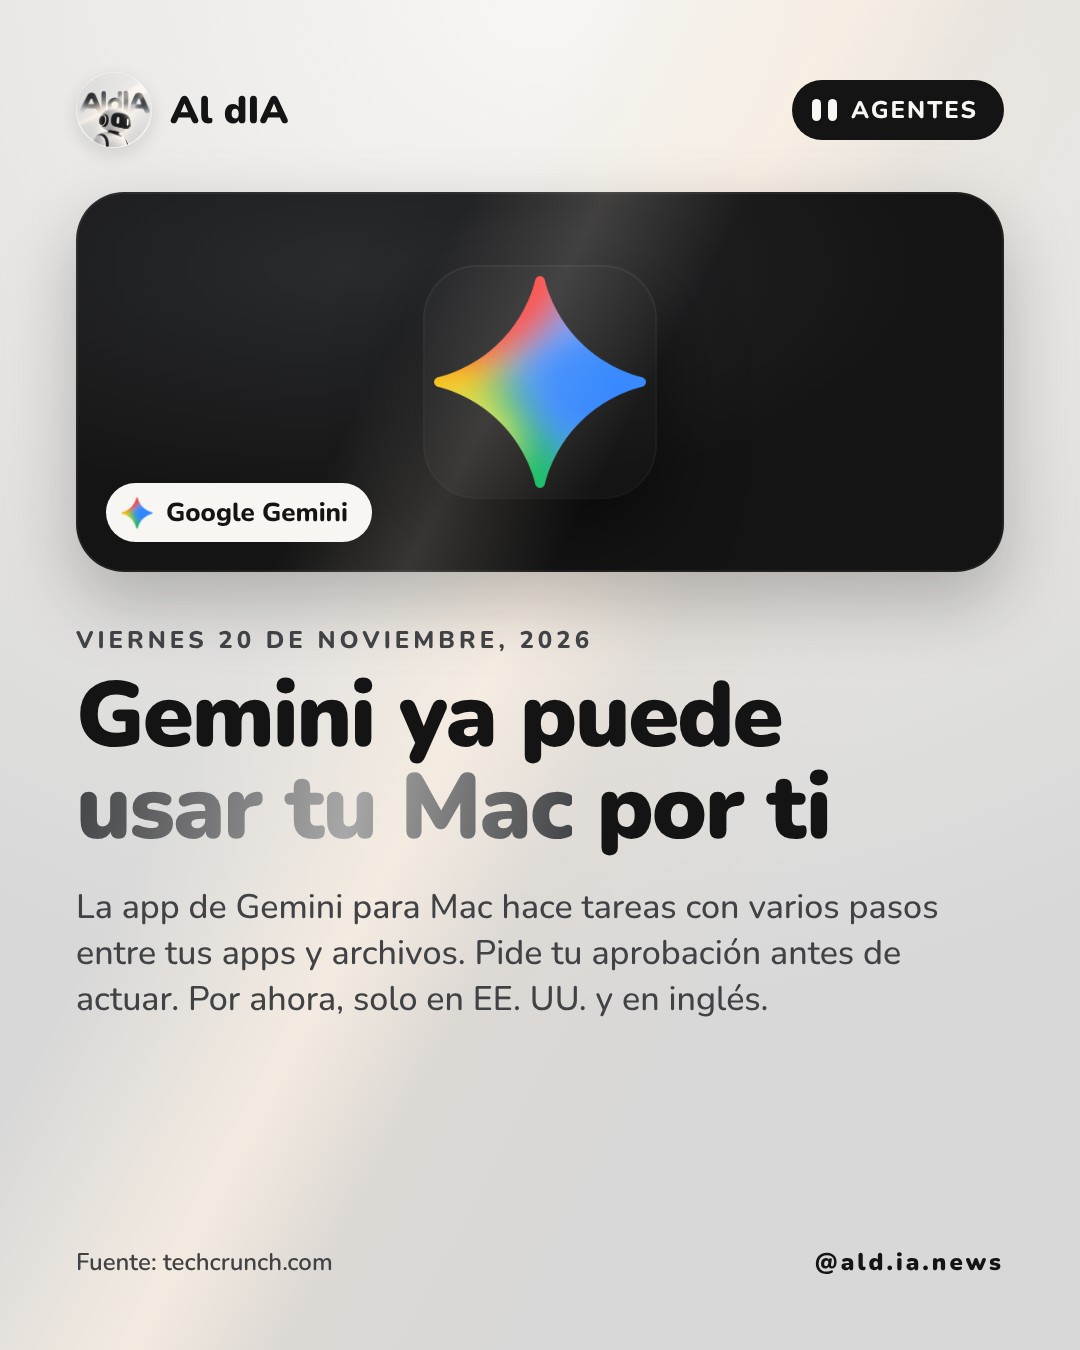 AldIA
Al dIA
AGENTES
Google Gemini
VIERNES 20 DE NOVIEMBRE, 2026
Gemini ya puede
usar tu Mac por ti
La app de Gemini para Mac hace tareas con varios pasos
entre tus apps y archivos. Pide tu aprobación antes de
actuar. Por ahora, solo en EE. UU. y en inglés.
Fuente: techcrunch.com
@ald.ia.news